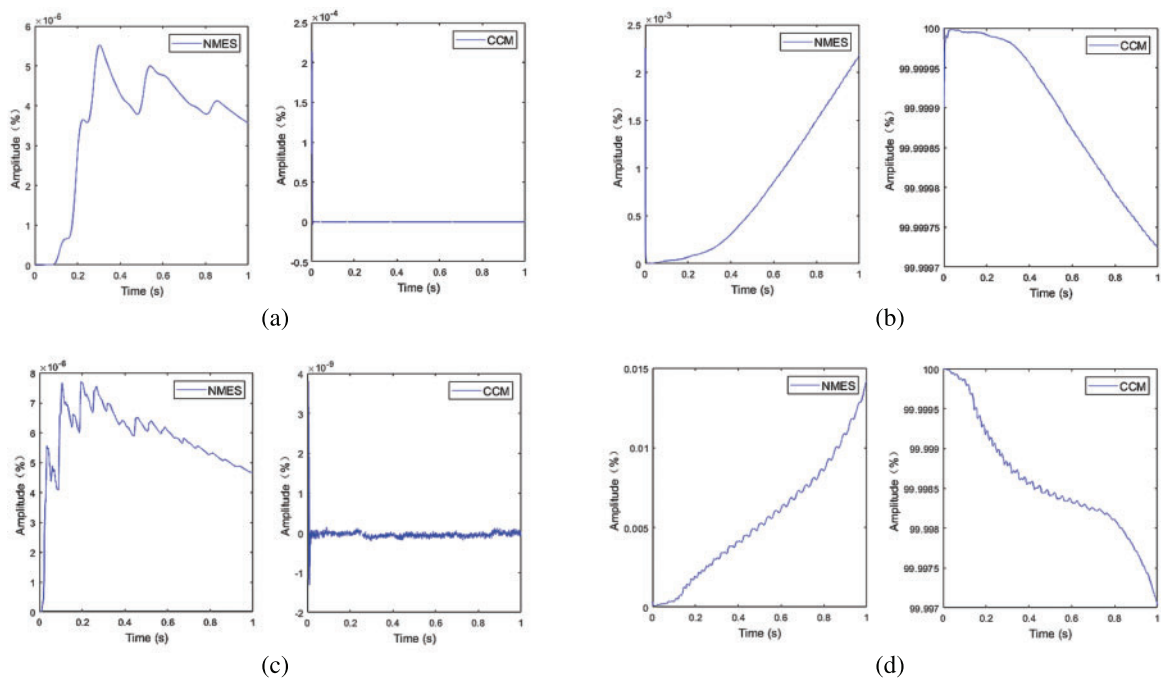 ×10⁻⁶
NMES
Amplitude (%)
6
5
4
3
2
1
0
0 0.2 0.4 0.6 0.8 1
Time (s)
×10⁻⁴
CCM
Amplitude (%)
2.5
2
1.5
1
0.5
0
-0.5
0 0.2 0.4 0.6 0.8 1
Time (s)
(a)
×10⁻³
NMES
Amplitude (%)
2.5
2
1.5
1
0.5
0
0 0.2 0.4 0.6 0.8 1
Time (s)
CCM
Amplitude (%)
100
99.99995
99.9999
99.99985
99.9998
99.99975
99.9997
0 0.2 0.4 0.6 0.8 1
Time (s)
(b)
×10⁻⁶
NMES
Amplitude (%)
8
7
6
5
4
3
2
1
0
0 0.2 0.4 0.6 0.8 1
Time (s)
×10⁻⁹
CCM
Amplitude (%)
4
3
2
1
0
-1
-2
0 0.2 0.4 0.6 0.8 1
Time (s)
(c)
NMES
Amplitude (%)
0.015
0.01
0.005
0
0 0.2 0.4 0.6 0.8 1
Time (s)
CCM
Amplitude (%)
100
99.9995
99.999
99.9985
99.998
99.9975
99.997
0 0.2 0.4 0.6 0.8 1
Time (s)
(d)